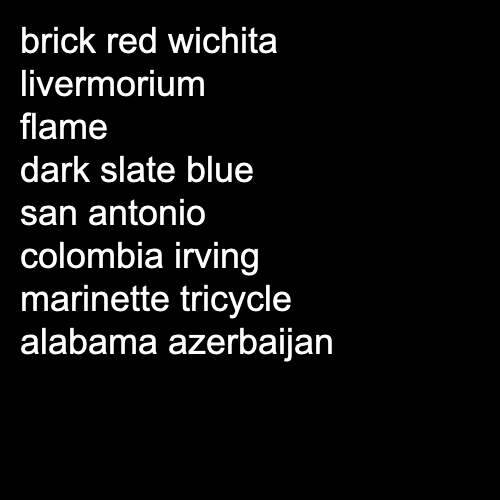 brick red wichita
livermorium
flame
dark slate blue
san antonio
colombia irving
marinette tricycle
alabama azerbaijan